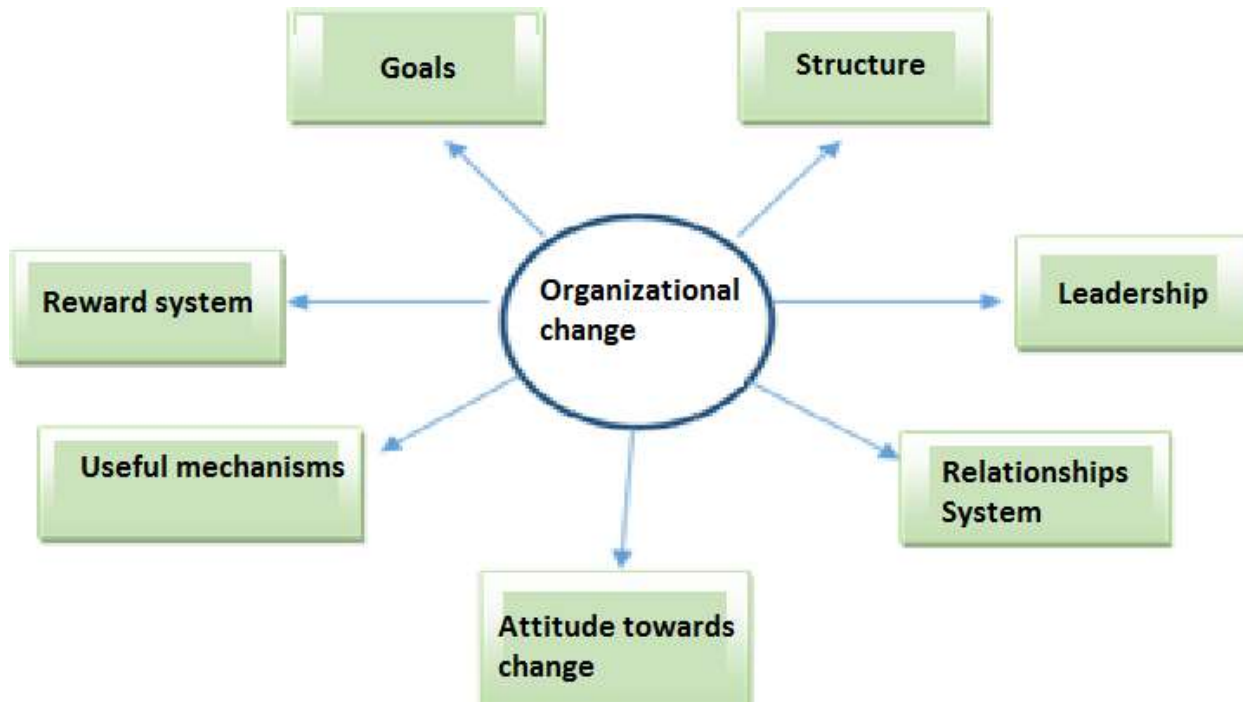 Goals
Structure
Organizational
change
Reward system
Leadership
Useful mechanisms
Relationships
System
Attitude towards
change